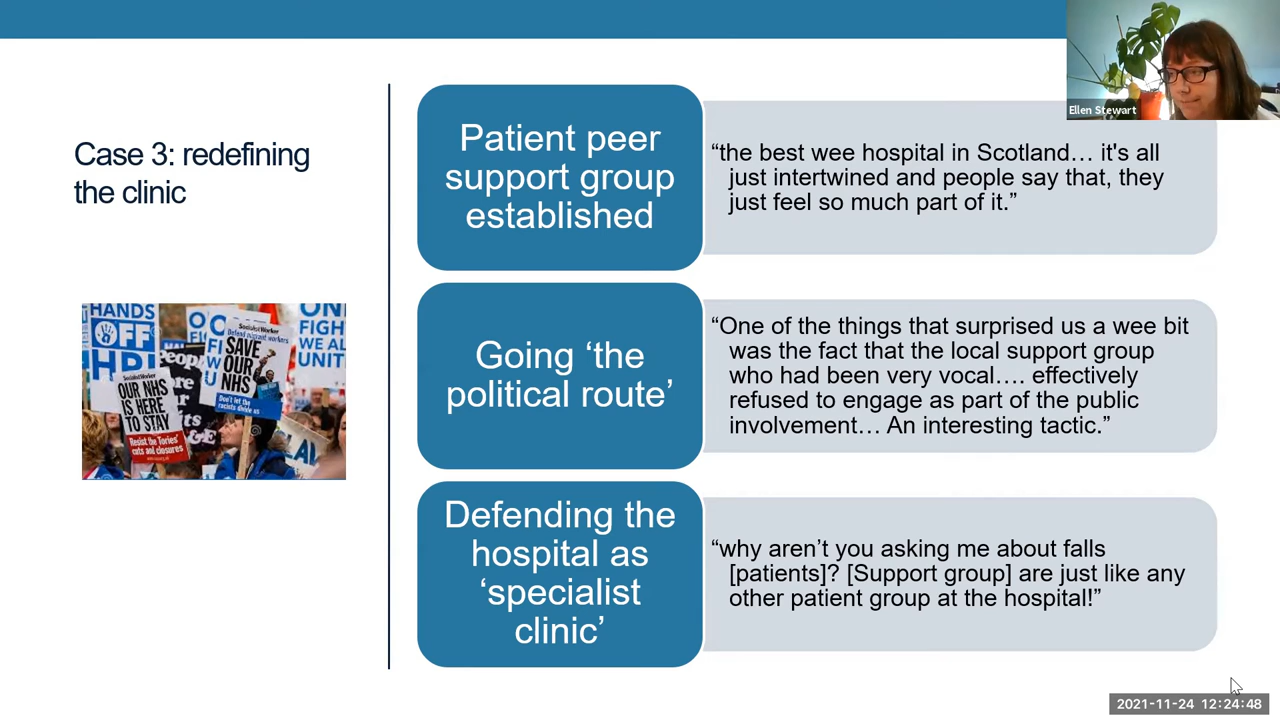 Ellen Stewart
Case 3: redefining
the clinic
Patient peer
support group
established
“the best wee hospital in Scotland… it's all
just intertwined and people say that, they
just feel so much part of it.”
Going ‘the
political route’
“One of the things that surprised us a wee bit
was the fact that the local support group
who had been very vocal…. effectively
refused to engage as part of the public
involvement… An interesting tactic.”
Defending the
hospital as
‘specialist
clinic’
“why aren’t you asking me about falls
[patients]? [Support group] are just like any
other patient group at the hospital!”
HANDS
OFF
Socialist Worker
Defend migrant workers
SAVE
OUR
NHS
Don't let the
racists divide us
Socialist Worker
OUR NHS
IS HERE
TO STAY
Resist the Tories'
cuts and closures
FIGH
WE AL
UNIT
2021-11-24 12:24:48